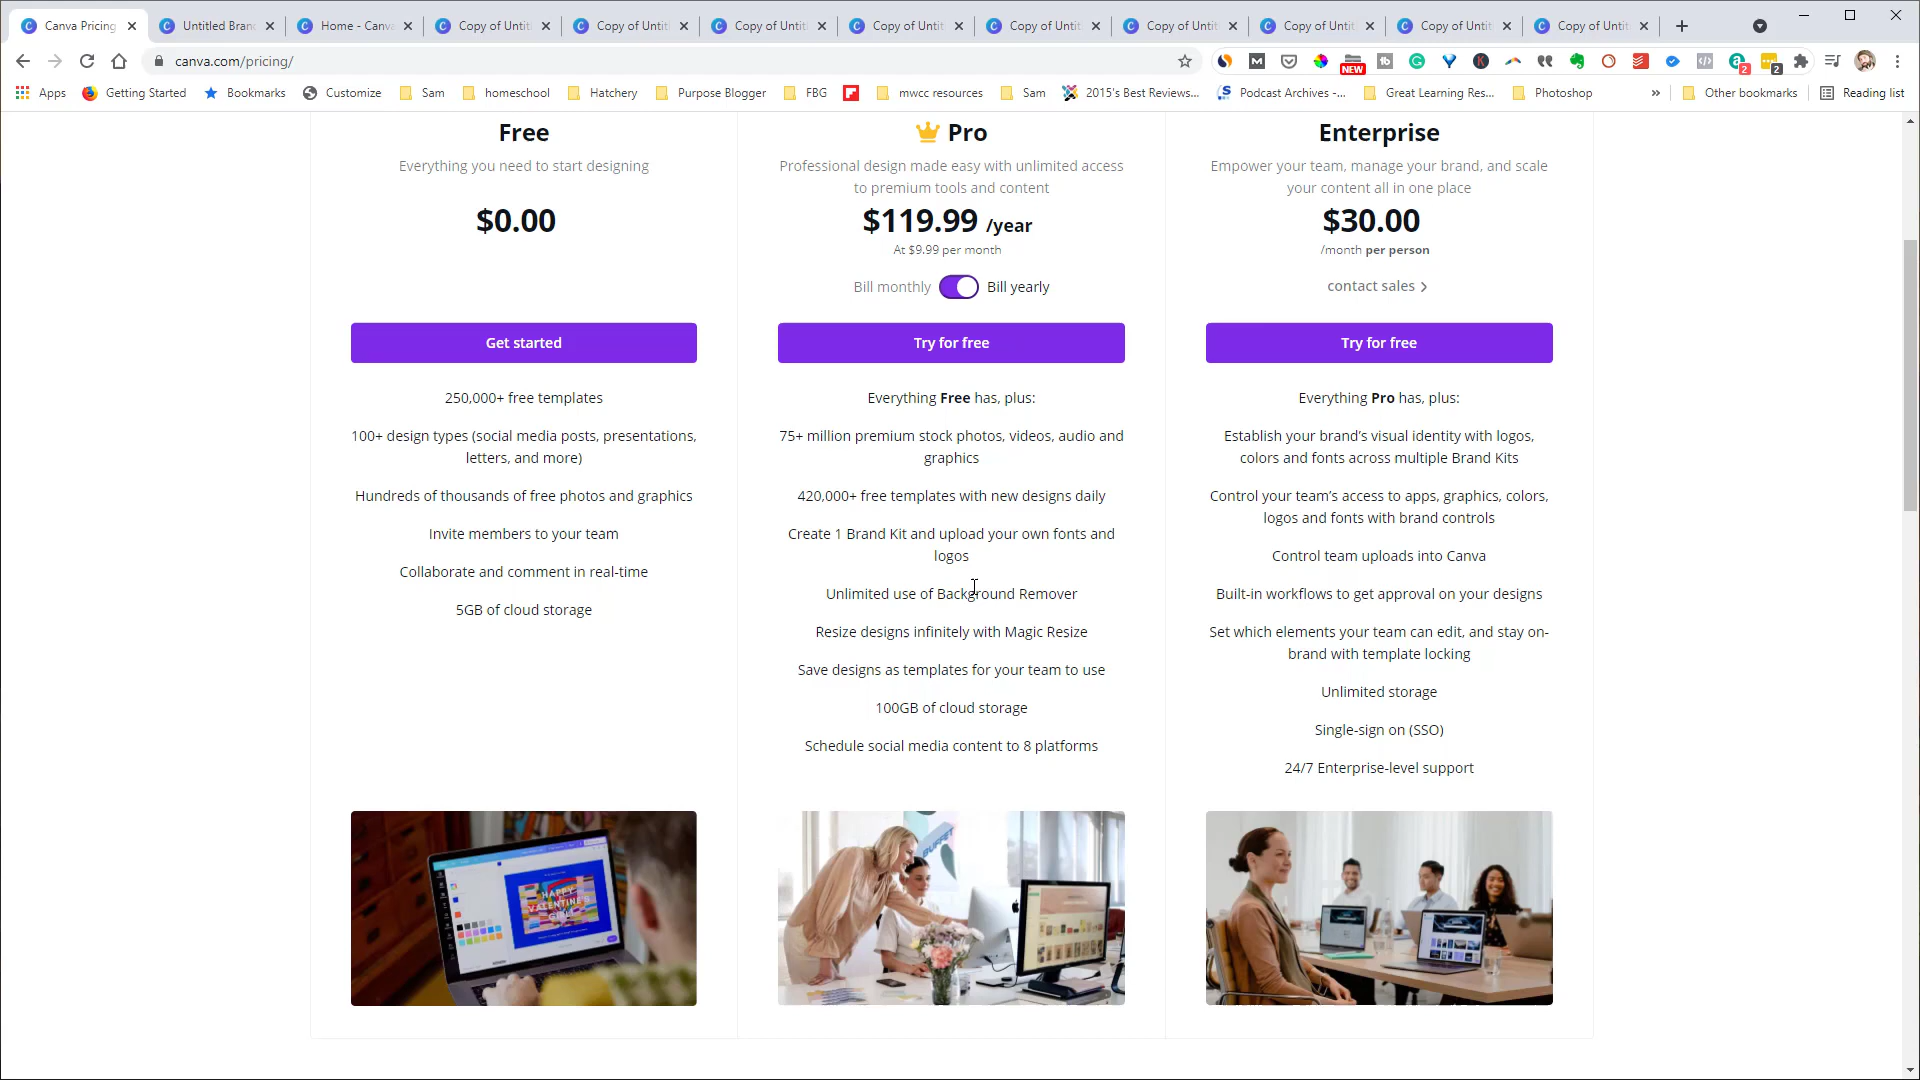 Canva Pricing
Untitled Bran
Home - Canva
Copy of Untit
Copy of Untit
Copy of Untit
Copy of Untit
Copy of Untit
Copy of Untit
Copy of Untit
Copy of Untit
Copy of Untit
canva.com/pricing/
NEW
2
2
Apps
Getting Started
Bookmarks
Customize
Sam
homeschool
Hatchery
Purpose Blogger
FBG
mwcc resources
Sam
2015's Best Reviews...
Podcast Archives -...
Great Learning Res...
Photoshop
»
Other bookmarks
Reading list
Free
Everything you need to start designing
$0.00
Get started
250,000+ free templates
100+ design types (social media posts, presentations,
letters, and more)
Hundreds of thousands of free photos and graphics
Invite members to your team
Collaborate and comment in real-time
5GB of cloud storage
HAPPY
VALENTINE'S
Pro
Professional design made easy with unlimited access
to premium tools and content
$119.99 /year
At $9.99 per month
Bill monthly
Bill yearly
Try for free
Everything Free has, plus:
75+ million premium stock photos, videos, audio and
graphics
420,000+ free templates with new designs daily
Create 1 Brand Kit and upload your own fonts and
logos
Unlimited use of Background Remover
Resize designs infinitely with Magic Resize
Save designs as templates for your team to use
100GB of cloud storage
Schedule social media content to 8 platforms
BUFFET
Enterprise
Empower your team, manage your brand, and scale
your content all in one place
$30.00
/month per person
contact sales
Try for free
Everything Pro has, plus:
Establish your brand's visual identity with logos,
colors and fonts across multiple Brand Kits
Control your team's access to apps, graphics, colors,
logos and fonts with brand controls
Control team uploads into Canva
Built-in workflows to get approval on your designs
Set which elements your team can edit, and stay on-
brand with template locking
Unlimited storage
Single-sign on (SSO)
24/7 Enterprise-level support